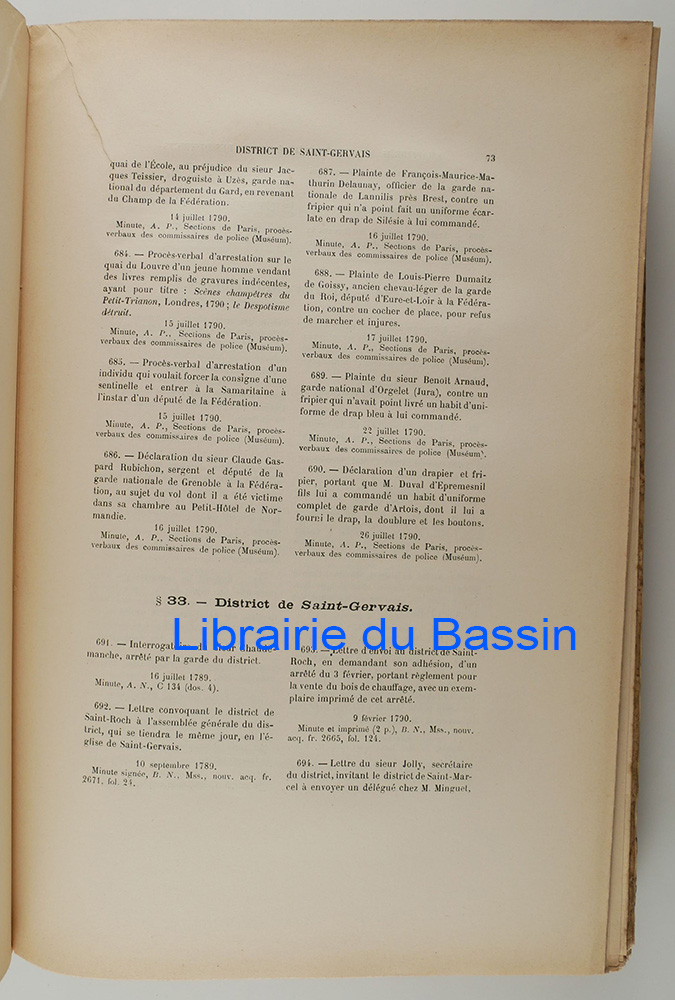 DISTRICT DE SAINT-GERVAIS
73
quai de l'École, au préjudice du sieur Jac-
ques Teissier, droguiste à Uzès, garde na-
tional du département du Gard, en revenant
du Champ de la Fédération.
14 juillet 1790.
Minute, A. P., Sections de Paris, procès-
verbaux des commissaires de police (Muséum).
684. — Procès-verbal d'arrestation sur le
quai du Louvre d'un jeune homme vendant
des livres remplis de gravures indécentes,
ayant pour titre : Scènes champêtres du
Petit-Trianon, Londres, 1790 ; le Despotisme
détruit.
15 juillet 1790.
Minute, A. P., Sections de Paris, procès-
verbaux des commissaires de police (Muséum).
685. — Procès-verbal d'arrestation d'un
individu qui voulait forcer la consigne d'une
sentinelle et entrer à la Samaritaine à
l'instar d'un député de la Fédération.
15 juillet 1790.
Minute, A. P., Sections de Paris, procès-
verbaux des commissaires de police (Muséum).
686. — Déclaration du sieur Claude Gas-
pard Rubichon, sergent et député de la
garde nationale de Grenoble à la Fédéra-
tion, au sujet du vol dont il a été victime
dans sa chambre au Petit-Hôtel de Nor-
mandie.
16 juillet 1790.
Minute, A. P., Sections de Paris, procès-
verbaux des commissaires de police (Muséum).
687. — Plainte de François-Maurice-Ma-
thurin Delaunay, officier de la garde na-
tionale de Lannilis près Brest, contre un
fripier qui n'a point fait un uniforme écar-
late en drap de Silésie à lui commandé.
16 juillet 1790.
Minute, A. P., Sections de Paris, procès-
verbaux des commissaires de police (Muséum).
688. — Plainte de Louis-Pierre Dumaitz
de Goissy, ancien chevau-léger de la garde
du Roi, député d'Eure-et-Loir à la Fédéra-
tion, contre un cocher de place, pour refus
de marcher et injures.
17 juillet 1790.
Minute, A. P., Sections de Paris, procès-
verbaux des commissaires de police (Muséum).
689. — Plainte du sieur Benoît Arnaud,
garde national d'Orgelet (Jura), contre un
fripier qui n'avait point livré un habit d'uni-
forme de drap bleu à lui commandé.
22 juillet 1790.
Minute, A. P., Sections de Paris, procès-
verbaux des commissaires de police (Muséum).
690. — Déclaration d'un drapier et fri-
pier, portant que M. Duval d'Epremesnil
fils lui a commandé un habit d'uniforme
complet de garde d'Artois, dont il lui a
fourni le drap, la doublure et les boutons.
26 juillet 1790.
Minute, A. P., Sections de Paris, procès-
verbaux des commissaires de police (Muséum).
§ 33. — District de Saint-Gervais.
Librairie du Bassin
691. — Interrogatoire du sieur
manche, arrêté par la garde du district.
16 juillet 1789.
Minute, A. N., C 134 (dos. 4).
692. — Lettre convoquant le district de
Saint-Roch à l'assemblée générale du dis-
trict, qui se tiendra le même jour, en l'é-
glise de Saint-Gervais.
10 septembre 1789.
Minute signée, B. N., Mss., nouv. acq. fr.
2671, fol. 24.
693. — Lettre d'envoi au district de Saint-
Roch, en demandant son adhésion, d'un
arrêté du 3 février, portant règlement pour
la vente du bois de chauffage, avec un exem-
plaire imprimé de cet arrêté.
9 février 1790.
Minute et imprimé (2 p.), B. N., Mss., nouv.
acq. fr. 2665, fol. 124.
694. — Lettre du sieur Jolly, secrétaire
du district, invitant le district de Saint-Mar-
cel à envoyer un délégué chez M. Minguet,